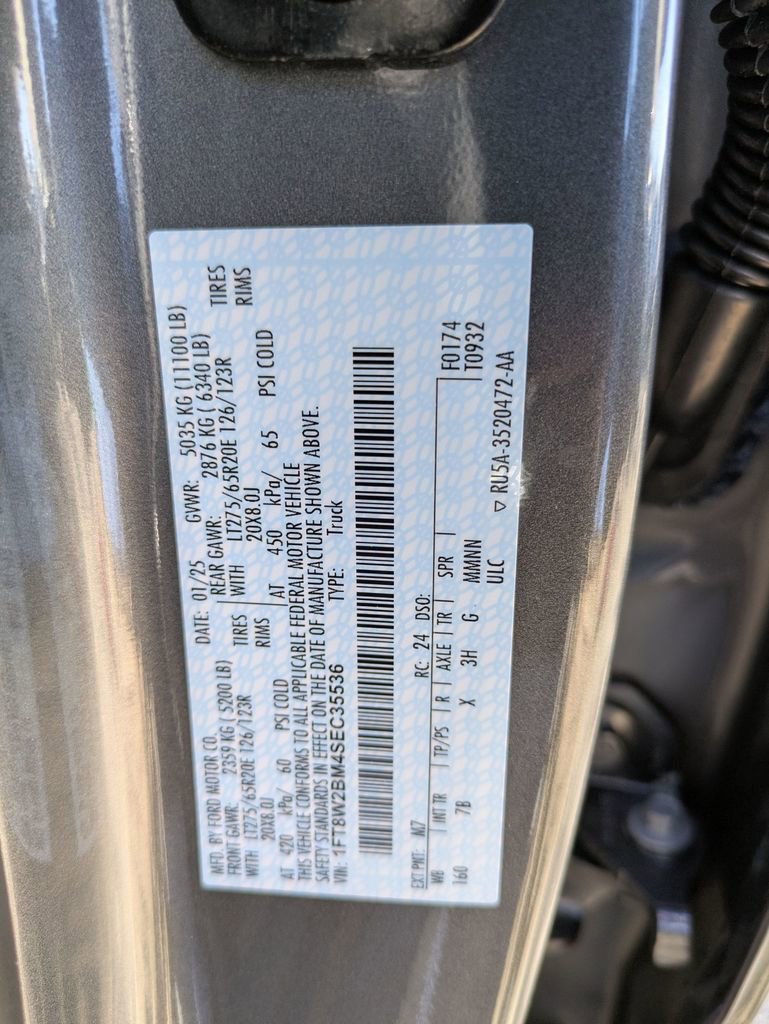 MFD. BY FORD MOTOR CO. DATE: 01/25 GVWR: 5035 KG (11100 LB)
FRONT GAWR: 2359 KG (5200 LB) REAR GAWR: 2876 KG (6340 LB)
WITH LT275/65R20E 126/123R TIRES WITH LT275/65R20E 126/123R TIRES
20X8.0J RIMS 20X8.0J RIMS
AT 420 kPa/ 60 PSI COLD AT 450 kPa/ 65 PSI COLD
THIS VEHICLE CONFORMS TO ALL APPLICABLE FEDERAL MOTOR VEHICLE
SAFETY STANDARDS IN EFFECT ON THE DATE OF MANUFACTURE SHOWN ABOVE.
VIN: 1FT8W2BM4SEC35536 TYPE: Truck
EXT PNT: M7 RC: 24 DSO: F0174
WB INT TR TP/PS R AXLE TR SPR T0932
160 7B X 3H G MMNNN
ULC ▽ RU5A-3520472-AA